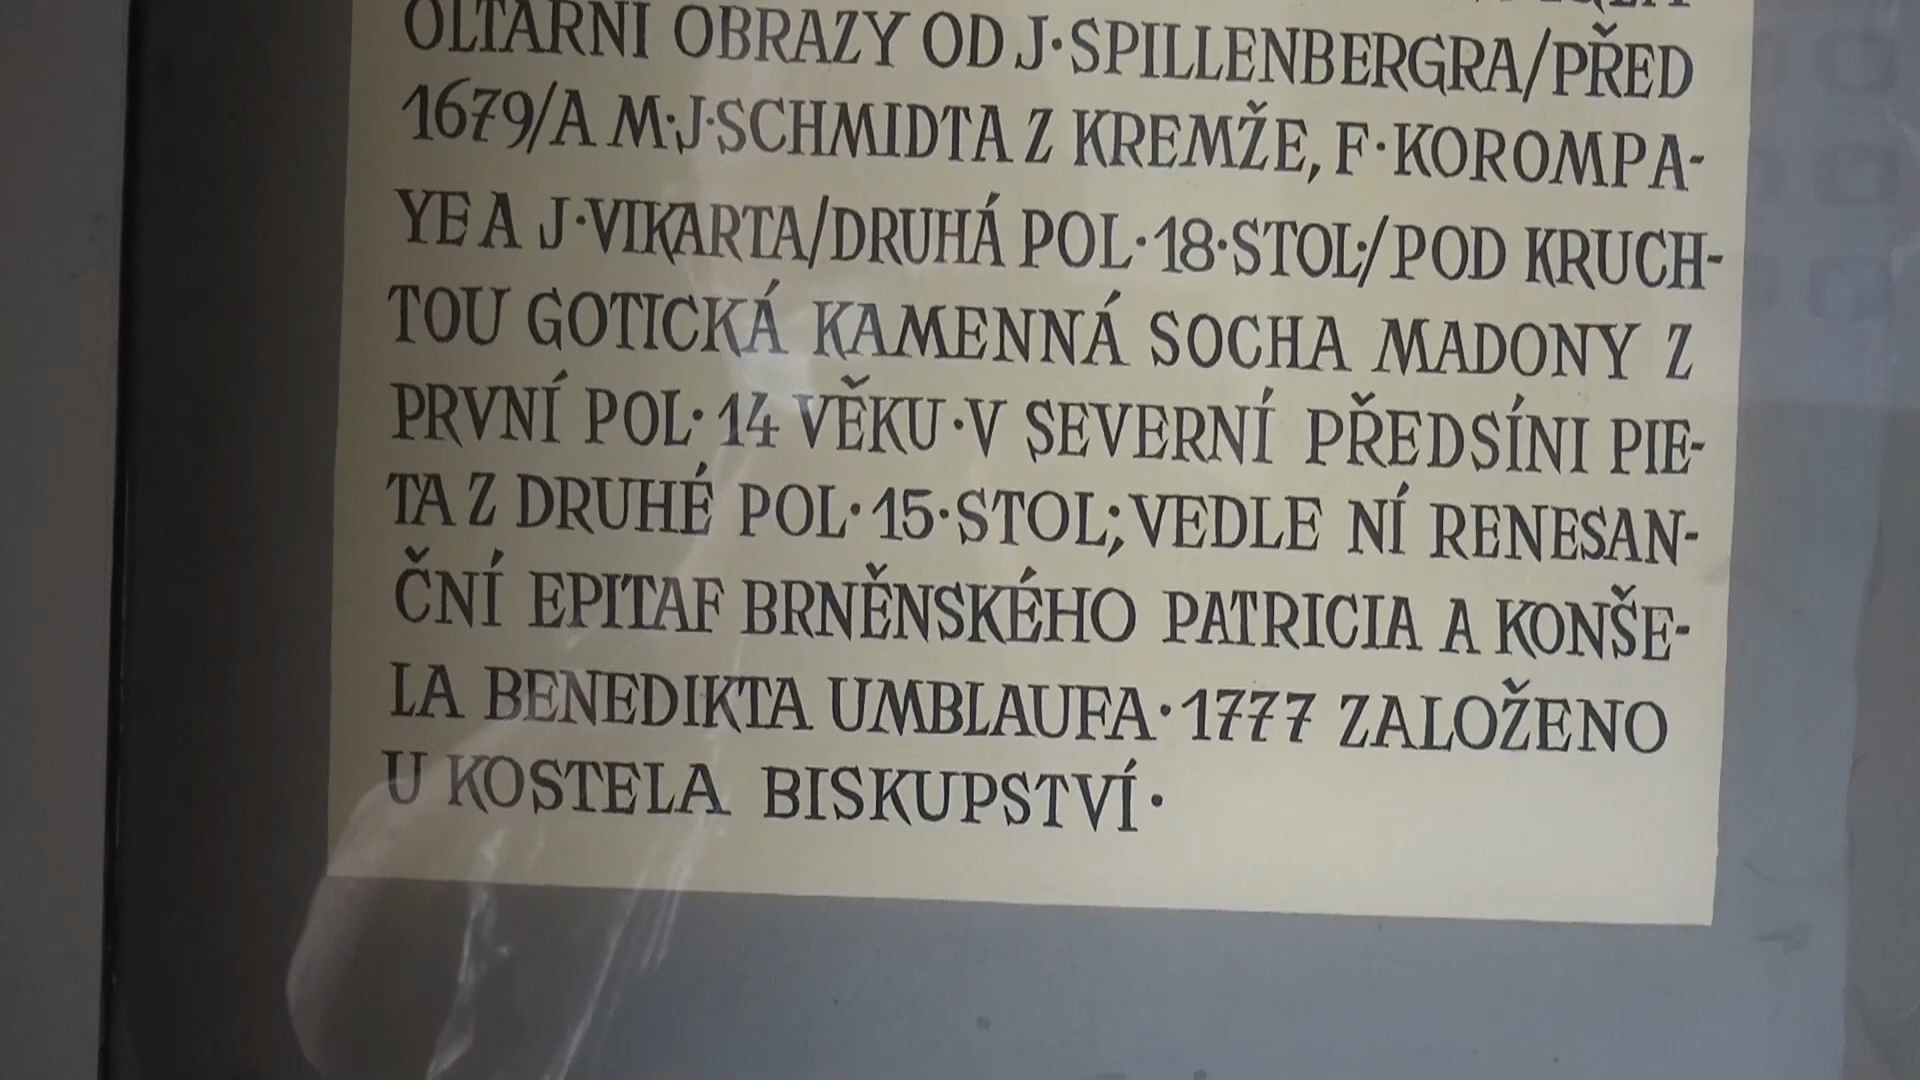 OLTÁRNÍ OBRAZY OD J·SPILLENBERGRA/PŘED
1679/A M·J·SCHMIDTA Z KREMŽE, F·KOROMPA-
YE A J·VIKARTA/DRUHÁ POL·18·STOL·/POD KRUCH-
TOU GOTICKÁ KAMENNÁ SOCHA MADONY Z
PRVNÍ POL·14 VĚKU·V SEVERNÍ PŘEDSÍNI PIE-
TA Z DRUHÉ POL·15·STOL; VEDLE NÍ RENESAN-
ČNÍ EPITAF BRNĚNSKÉHO PATRICIA A KONŠE-
LA BENEDIKTA UMBLAUFA·1777 ZALOŽENO
U KOSTELA BISKUPSTVÍ·